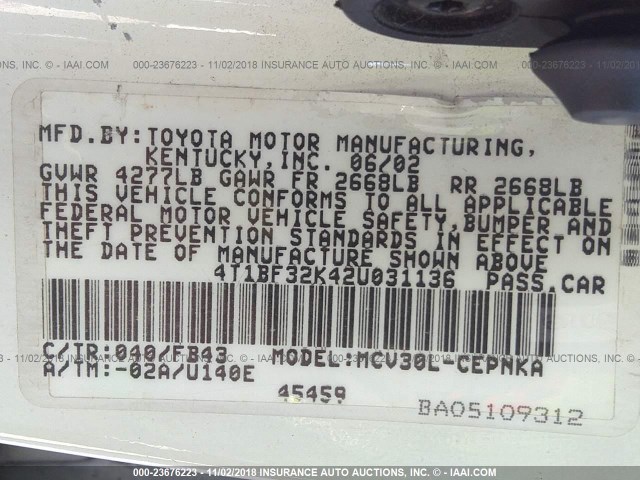 000-23676223 - 11/02/2018 INSURANCE AUTO AUCTIONS, INC. - IAAI.COM
MFD.BY:TOYOTA MOTOR MANUFACTURING,
KENTUCKY,INC. 06/02
GVWR 4277LB GAWR FR 2668LB RR 2668LB
THIS VEHICLE CONFORMS TO ALL APPLICABLE
FEDERAL MOTOR VEHICLE SAFETY,BUMPER AND
THEFT PREVENTION STANDARDS IN EFFECT ON
THE DATE OF MANUFACTURE SHOWN ABOVE.
4T1BF32K42U031136 PASS.CAR
C/TR:040/FB43 MODEL:MCV30L-CEPNKA
A/TM:-02A/U140E
45459
BA05109312
000-23676223 - 11/02/2018 INSURANCE AUTO AUCTIONS, INC. - IAAI.COM